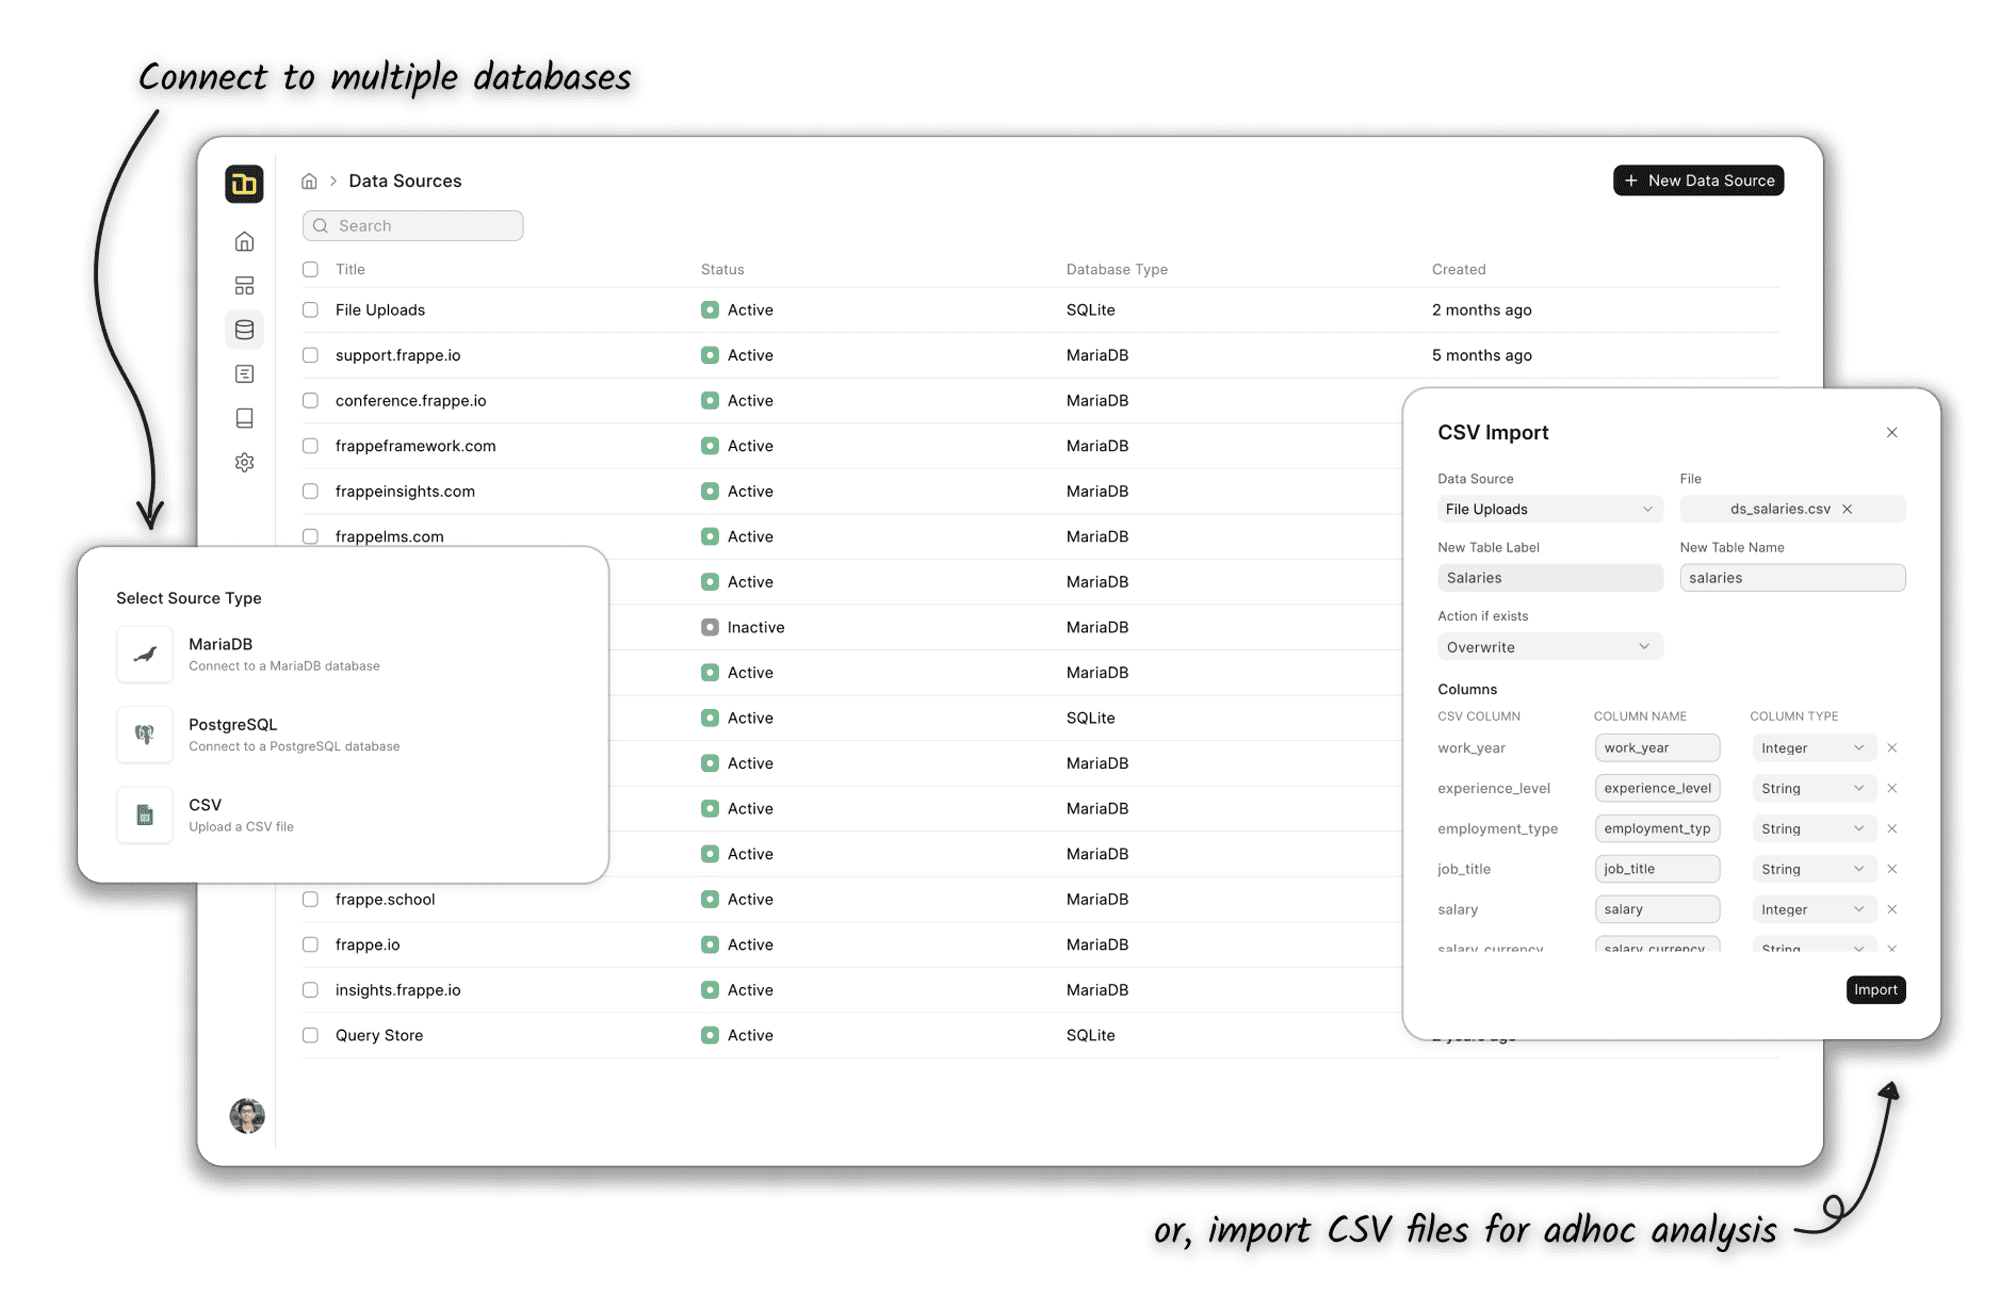 Connect to multiple databases
Data Sources
+ New Data Source
Search
Title Status Database Type Created
File Uploads Active SQLite 2 months ago
support.frappe.io Active MariaDB 5 months ago
conference.frappe.io Active MariaDB
frappeframework.com Active MariaDB
frappeinsights.com Active MariaDB
frappelms.com Active MariaDB
Active MariaDB
Inactive MariaDB
Active MariaDB
Active SQLite
Active MariaDB
Active MariaDB
Active MariaDB
frappe.school Active MariaDB
frappe.io Active MariaDB
insights.frappe.io Active MariaDB
Query Store Active SQLite
Select Source Type
MariaDB
Connect to a MariaDB database
PostgreSQL
Connect to a PostgreSQL database
CSV
Upload a CSV file
CSV Import
Data Source File
File Uploads ds_salaries.csv
New Table Label New Table Name
Salaries salaries
Action if exists
Overwrite
Columns
CSV COLUMN COLUMN NAME COLUMN TYPE
work_year work_year Integer
experience_level experience_level String
employment_type employment_typ String
job_title job_title String
salary salary Integer
salary_currency salary_currency String
Import
or, import CSV files for adhoc analysis